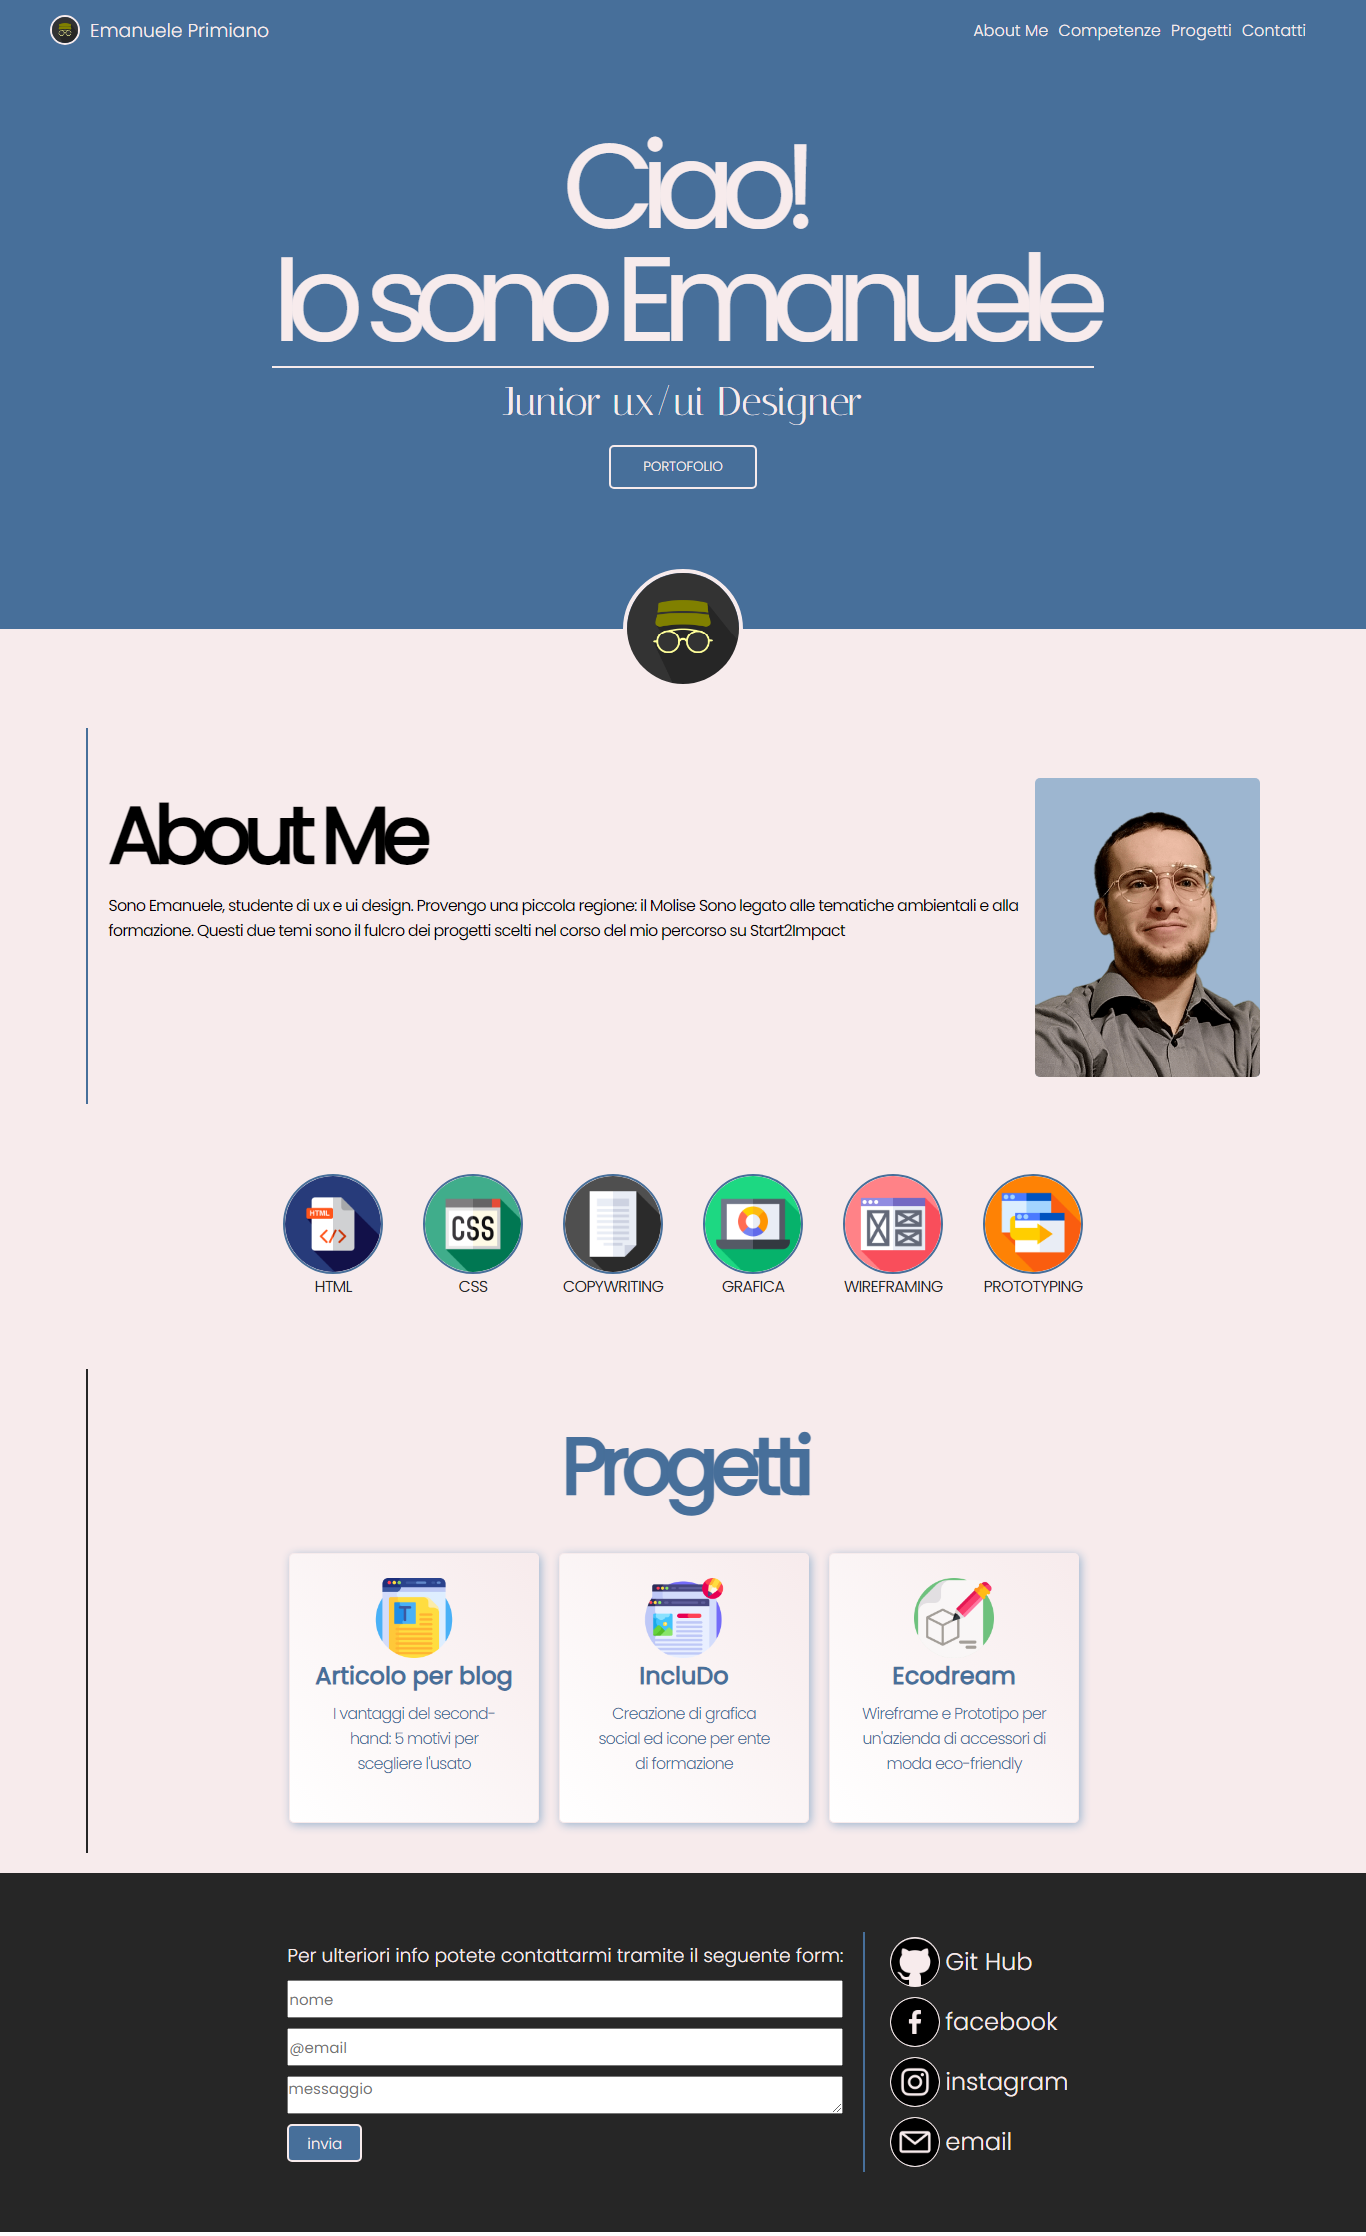 Emanuele Primiano
About Me Competenze Progetti Contatti
Ciao!
Io sono Emanuele
Junior ux/ui Designer
PORTOFOLIO
About Me
Sono Emanuele, studente di ux e ui design. Provengo una piccola regione: il Molise Sono legato alle tematiche ambientali e alla
formazione. Questi due temi sono il fulcro dei progetti scelti nel corso del mio percorso su Start2Impact
HTML
</>
CSS
T
HTML
CSS
COPYWRITING
GRAFICA
WIREFRAMING
PROTOTYPING
Progetti
Articolo per blog
I vantaggi del second-
hand: 5 motivi per
scegliere l'usato
IncluDo
Creazione di grafica
social ed icone per ente
di formazione
Ecodream
Wireframe e Prototipo per
un'azienda di accessori di
moda eco-friendly
Per ulteriori info potete contattarmi tramite il seguente form:
nome
@email
messaggio
invia
Git Hub
facebook
instagram
email